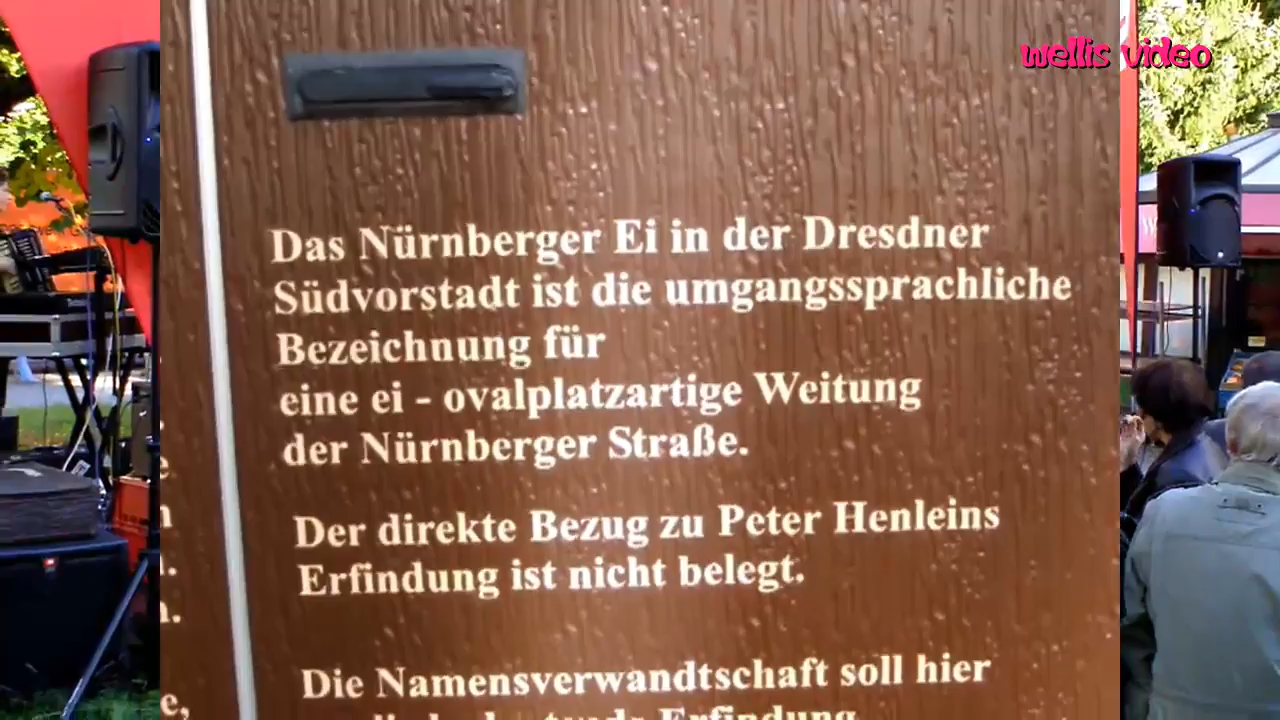 wellis video
Das Nürnberger Ei in der Dresdner
Südvorstadt ist die umgangssprachliche
Bezeichnung für
eine ei - ovalplatzartige Weitung
der Nürnberger Straße.
Der direkte Bezug zu Peter Henleins
Erfindung ist nicht belegt.
Die Namensverwandtschaft soll hier
Erfindung